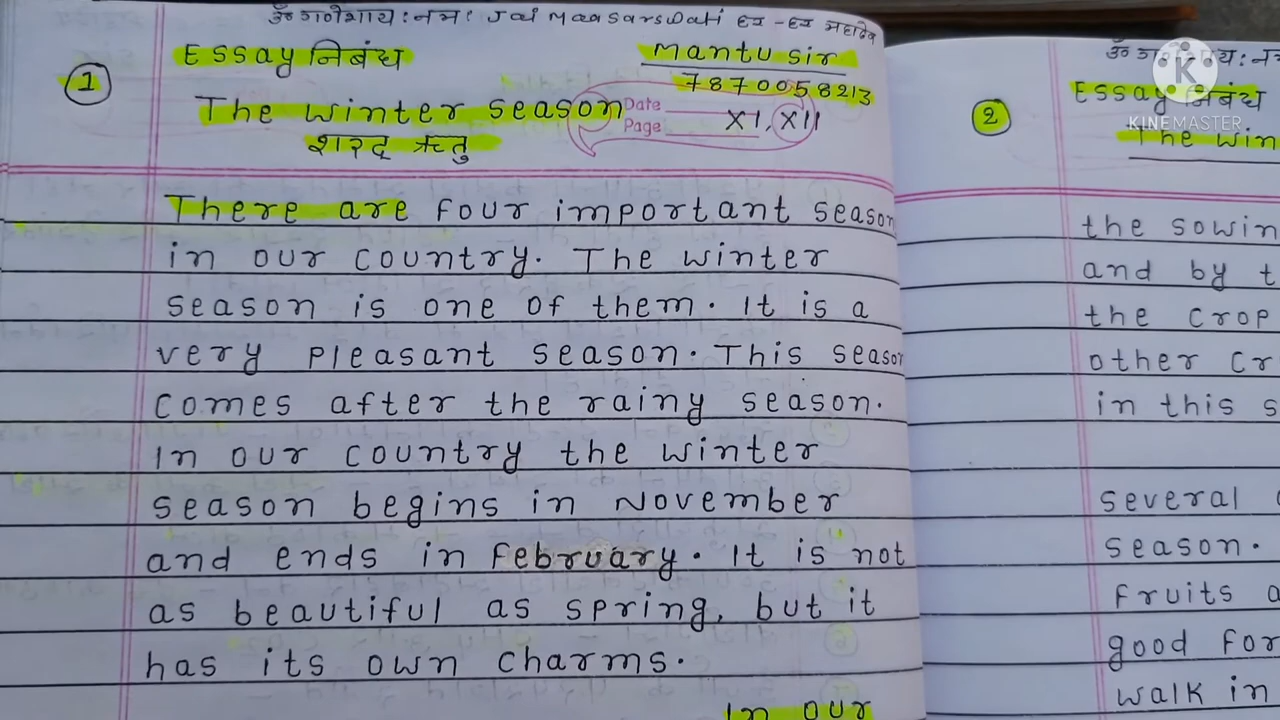 ॐ गणेशाय: नमः Jai Maa Sarswati हर-हर महादेव
Essay निबंध
Mantu sir
1
7870058213
The winter season
Date
Page
XI, XII
शरद ऋतु
There are four important season
in our country. The winter
season is one of them. It is a
very pleasant season. This season
comes after the rainy season.
In our country the winter
season begins in November
and ends in February. It is not
as beautiful as spring, but it
has its own charms.
In our
ॐ गणेशाय: न
K
KINEMASTER
Essay निबंध
2
The win
the sowin
and by t
the crop
other cr
in this s
several
season.
Fruits a
good for
walk in